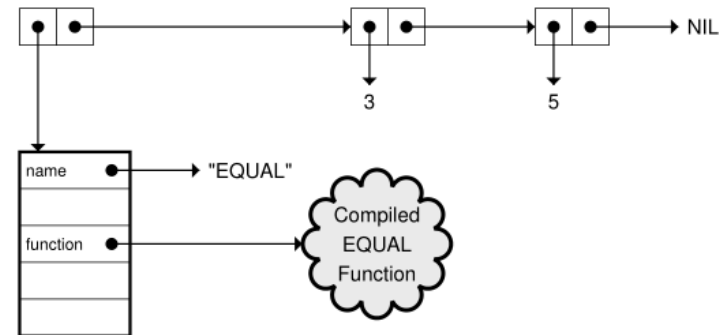 NIL
3
5
name
"EQUAL"
function
Compiled
EQUAL
Function